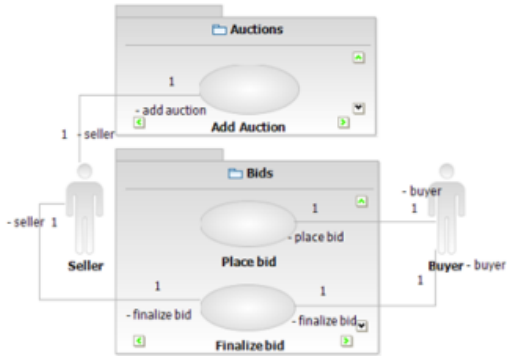 Auctions
1
- add auction
Add Auction
1 - seller
Bids
- buyer
1
1
- place bid
- seller 1
Place bid
Seller
Buyer - buyer
1
1
1
- finalize bid
- finalize bid
Finalize bid